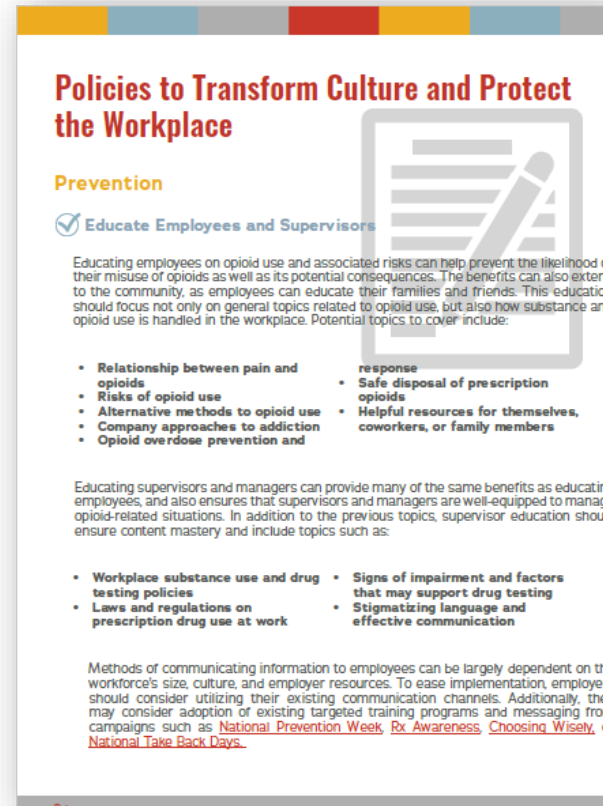 Policies to Transform Culture and Protect
the Workplace
Prevention
Educate Employees and Supervisors
Educating employees on opioid use and associated risks can help prevent the likelihood
their misuse of opioids as well as its potential consequences. The benefits can also
to the community, as employees can educate their families and friends. This
should focus not only on general topics related to opioid use, but also how substance
opioid use is handled in the workplace. Potential topics to cover include:
• Relationship between pain and
opioids
• Risks of opioid use
• Alternative methods to opioid use
• Company approaches to addiction
• Opioid overdose prevention and
response
• Safe disposal of prescription
opioids
• Helpful resources for themselves,
coworkers, or family members
Educating supervisors and managers can provide many of the same benefits as
employees, and also ensures that supervisors and managers are well-equipped to
opioid-related situations. In addition to the previous topics, supervisor education
ensure content mastery and include topics such as:
• Workplace substance use and drug
testing policies
• Laws and regulations on
prescription drug use at work
• Signs of impairment and factors
that may support drug testing
• Stigmatizing language and
effective communication
Methods of communicating information to employees can be largely dependent on
workforce's size, culture, and employer resources. To ease implementation,
should consider utilizing their existing communication channels. Additionally,
may consider adoption of existing targeted training programs and messaging
campaigns such as National Prevention Week, Rx Awareness, Choosing Wisely,
National Take Back Days.